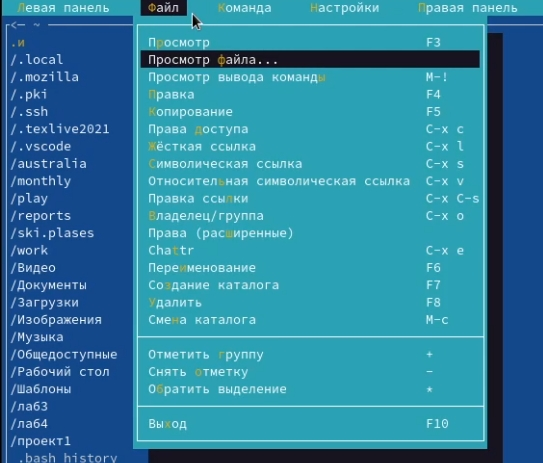 Левая панель Файл Команда Настройки Правая панель
<─ ~
.и
/.local
/.mozilla
/.pki
/.ssh
/.texlive2021
/.vscode
/australia
/monthly
/play
/reports
/ski.plases
/work
/Видео
/Документы
/Загрузки
/Изображения
/Музыка
/Общедоступные
/Рабочий стол
/Шаблоны
/ла63
/ла64
/проект1
.bash_history
Просмотр F3
Просмотр файла...
Просмотр вывода команды M-!
Правка F4
Копирование F5
Права доступа C-x c
Жёсткая ссылка C-x l
Символическая ссылка C-x s
Относительная символическая ссылка C-x v
Правка ссылки C-x C-s
Владелец/группа C-x o
Права (расширенные)
Chattr C-x e
Переименование F6
Создание каталога F7
Удалить F8
Смена каталога M-c
Отметить группу +
Снять отметку -
Обратить выделение *
Выход F10